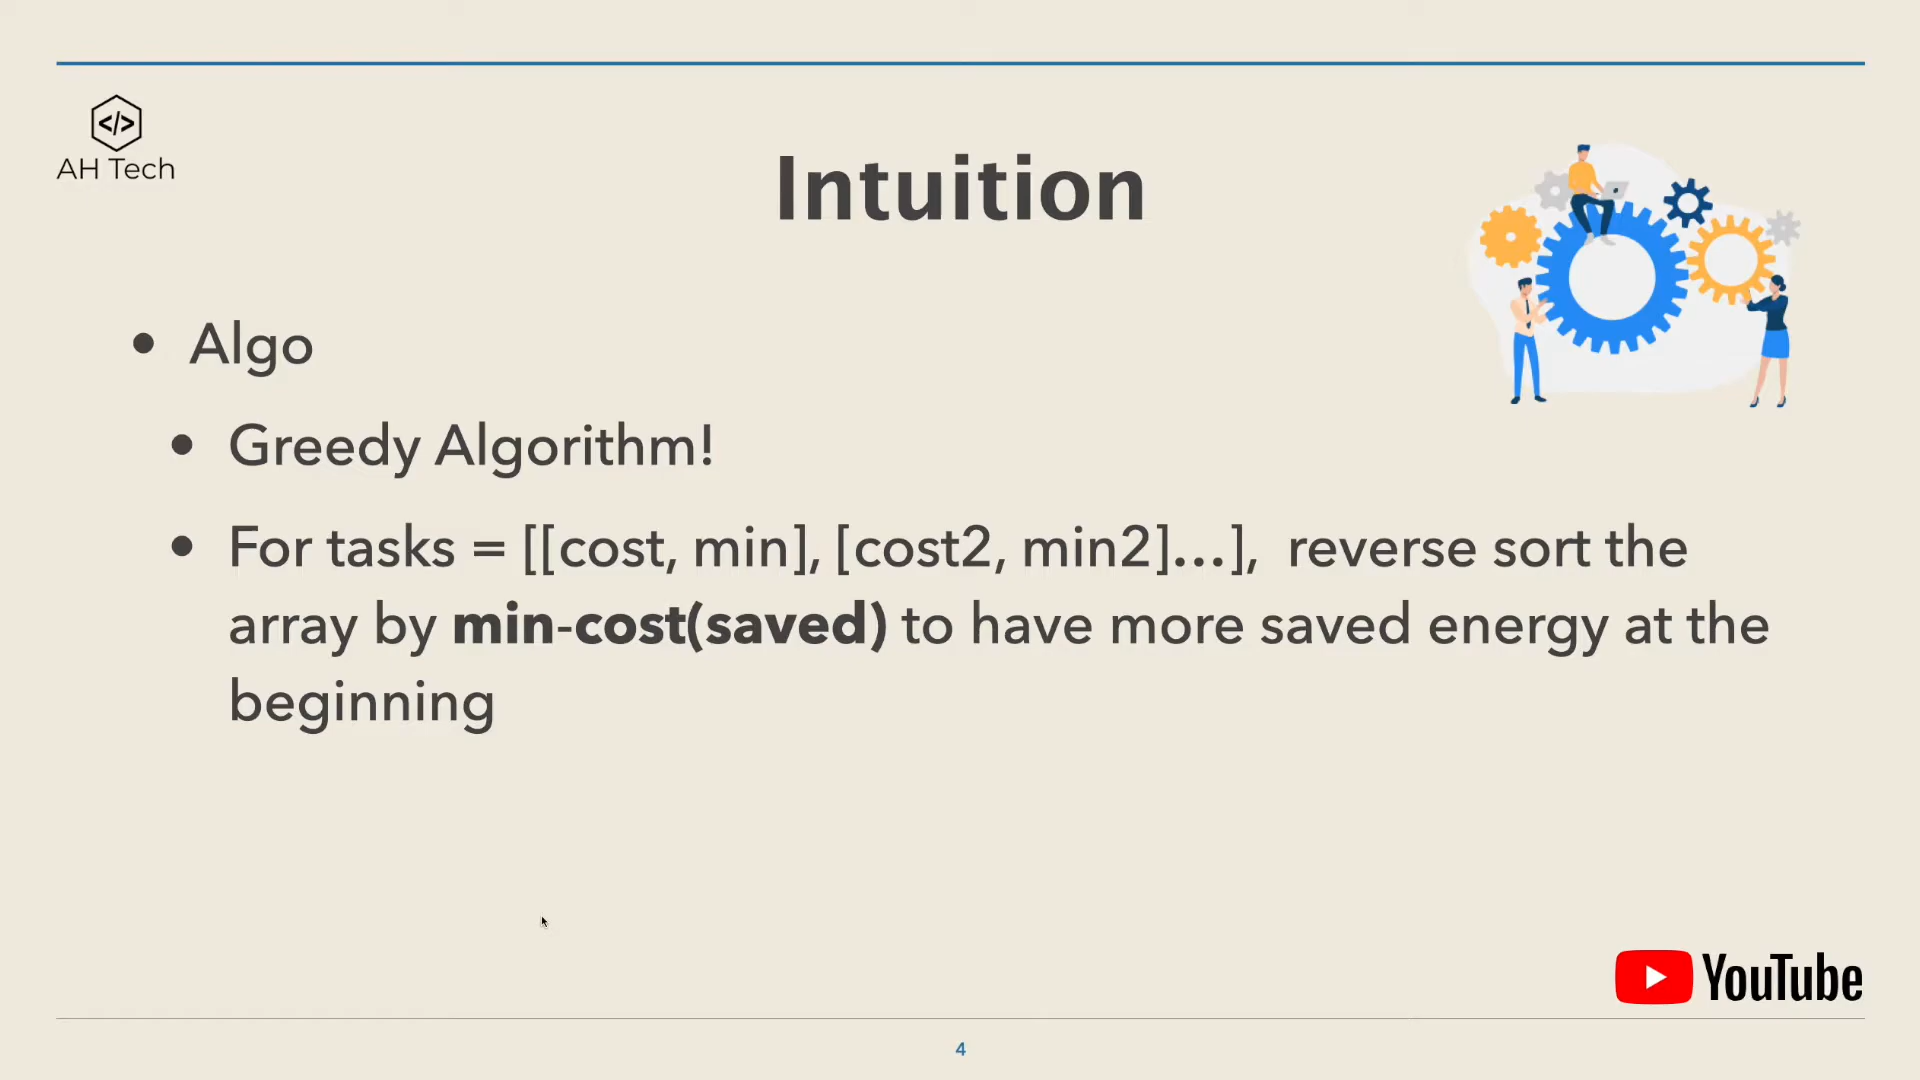 </>
AH Tech
Intuition
• Algo
• Greedy Algorithm!
• For tasks = [[cost, min], [cost2, min2]...],  reverse sort the
array by min-cost(saved) to have more saved energy at the
beginning
YouTube
4